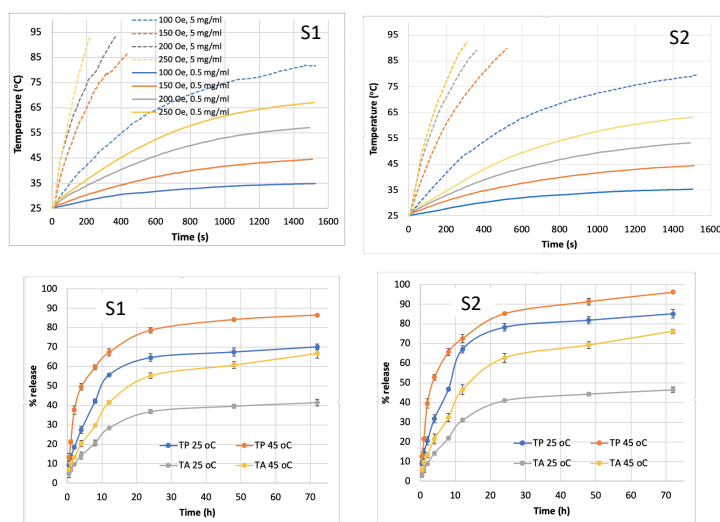 S1
95
85
75
65
55
45
35
25
Temperature (°C)
100 Oe, 5 mg/ml
150 Oe, 5 mg/ml
200 Oe, 5 mg/ml
250 Oe, 5 mg/ml
100 Oe, 0.5 mg/ml
150 Oe, 0.5 mg/ml
200 Oe, 0.5 mg/ml
250 Oe, 0.5 mg/ml
0 200 400 600 800 1000 1200 1400 1600
Time (s)
S2
95
85
75
65
55
45
35
25
Temperature (°C)
0 200 400 600 800 1000 1200 1400 1600
Time (s)
S1
100
90
80
70
60
50
40
30
20
10
0
% release
TP 25 oC TP 45 oC
TA 25 oC TA 45 oC
0 10 20 30 40 50 60 70
Time (h)
S2
100
90
80
70
60
50
40
30
20
10
0
% release
TP 25 oC TP 45 oC
TA 25 oC TA 45 oC
0 10 20 30 40 50 60 70
Time (h)